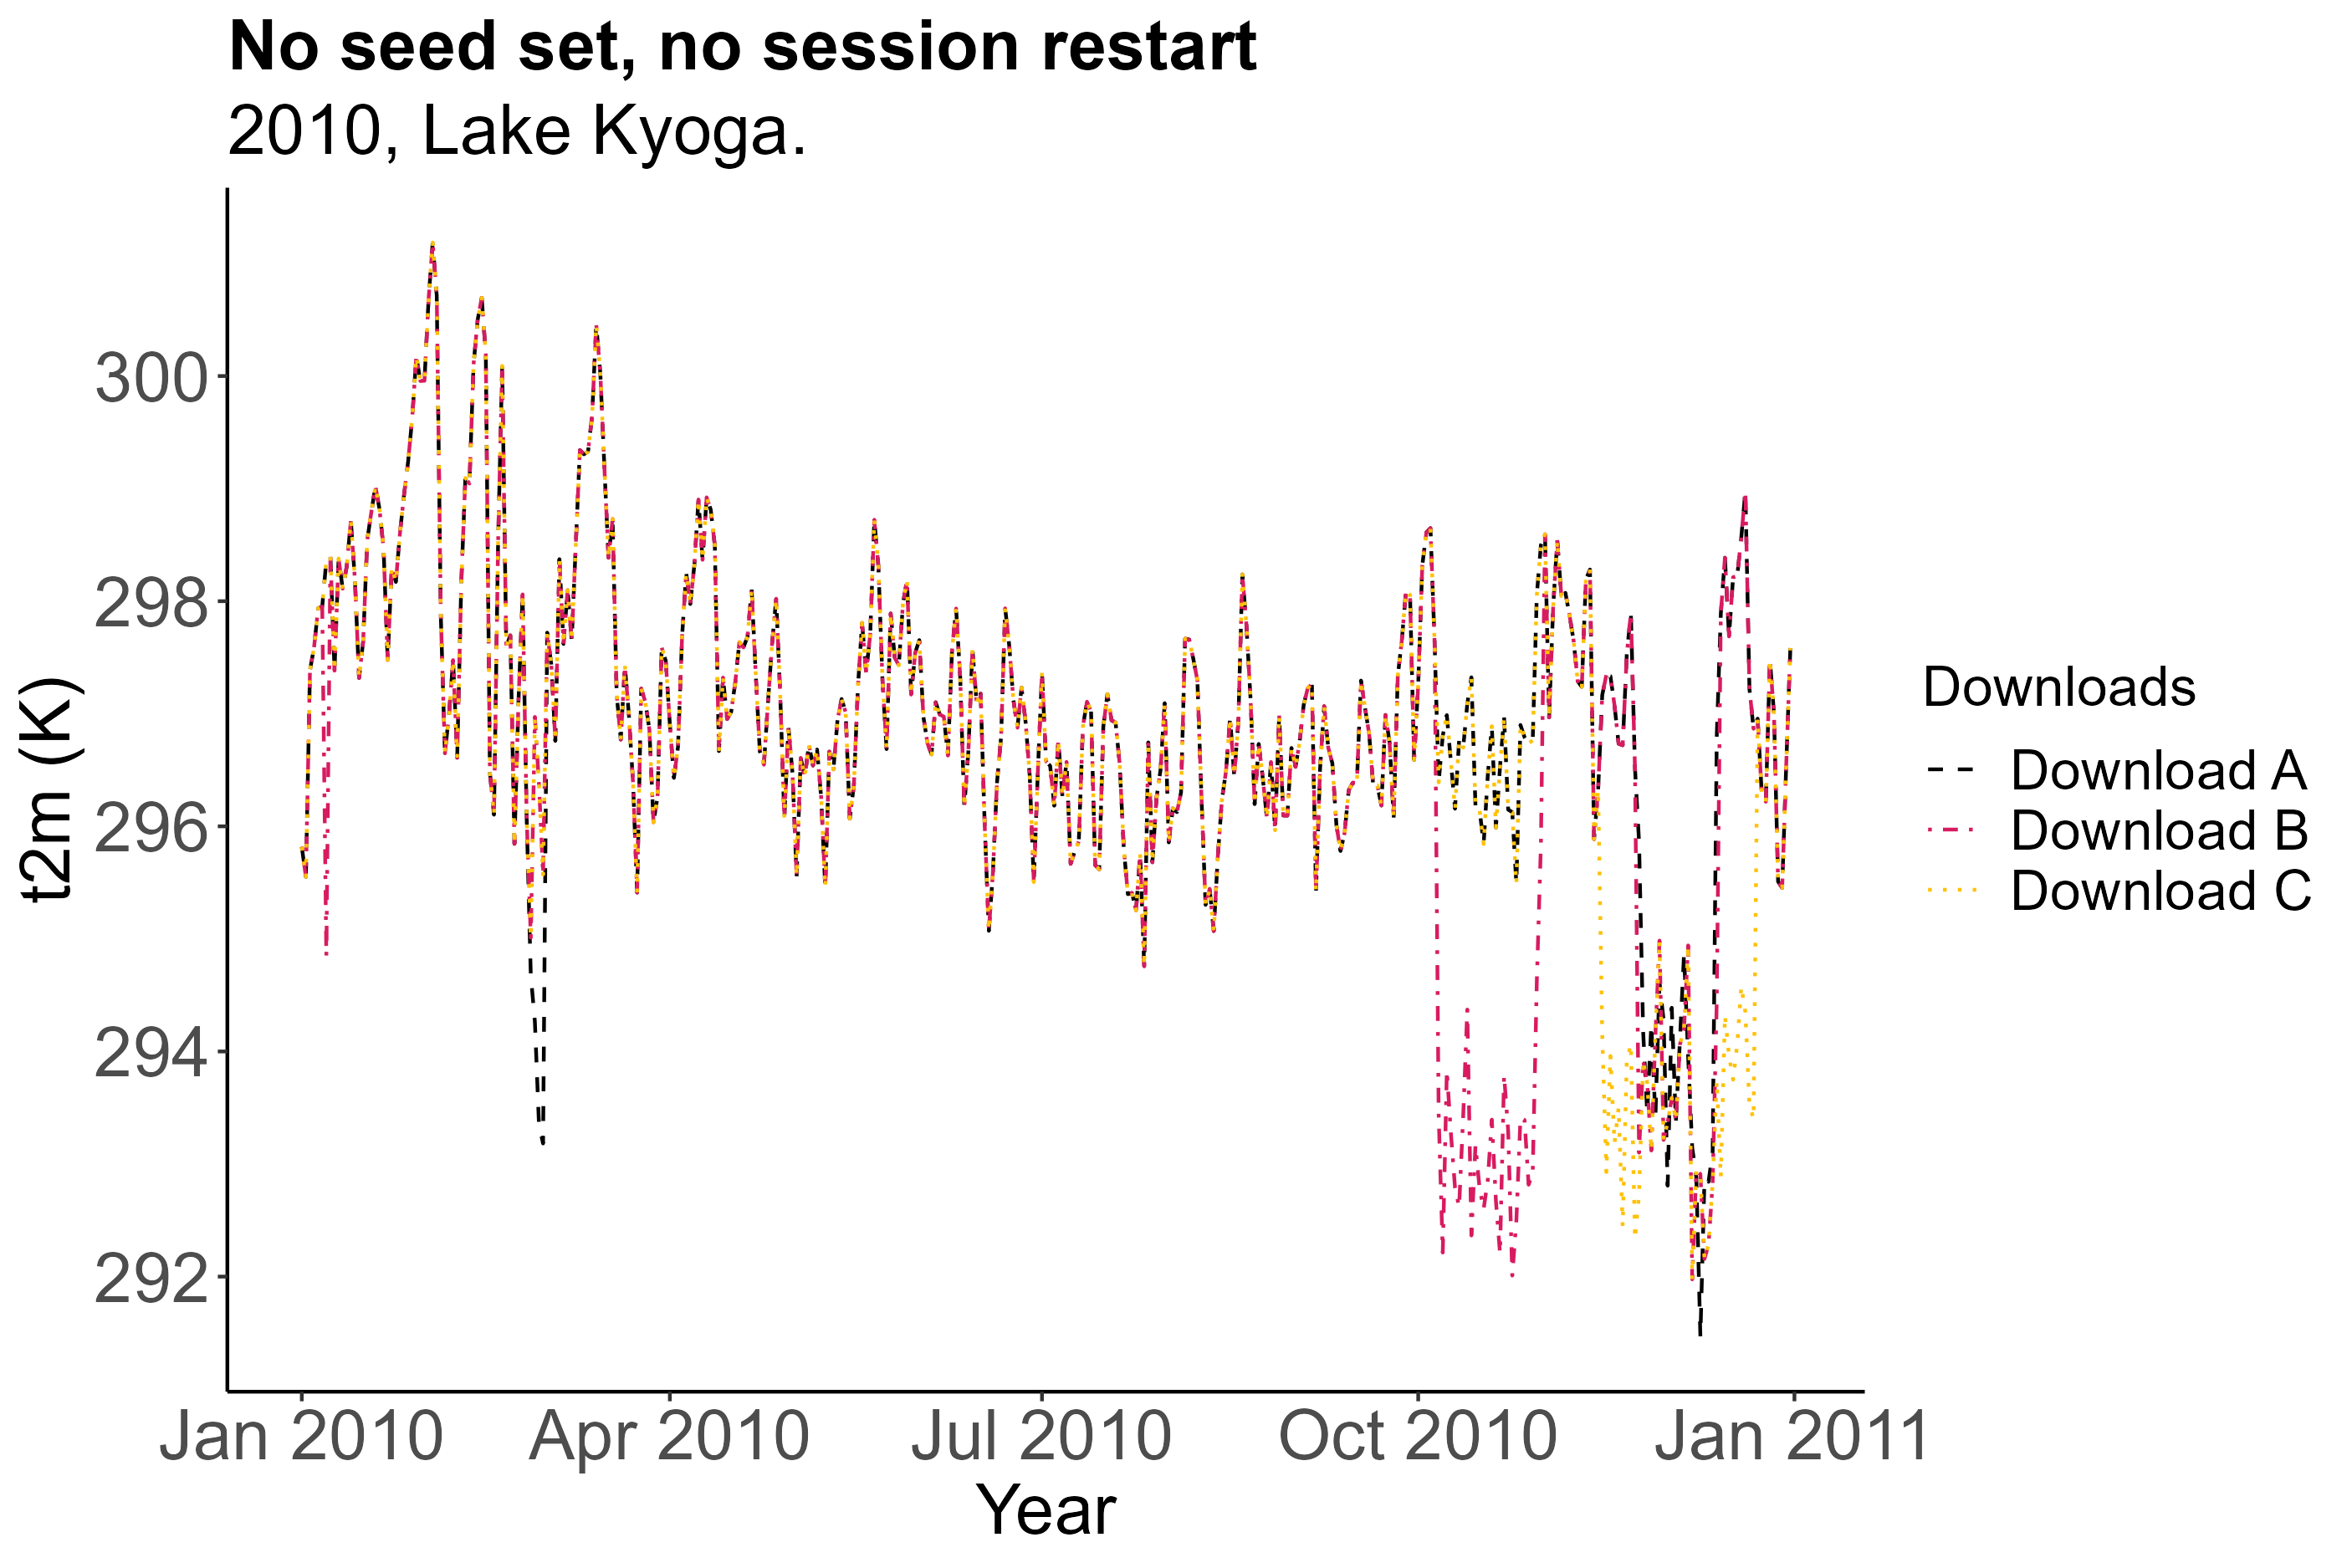 No seed set, no session restart
2010, Lake Kyoga.
t2m (K)
300
298
296
294
292
Jan 2010
Apr 2010
Jul 2010
Oct 2010
Jan 2011
Year
Downloads
Download A
Download B
Download C